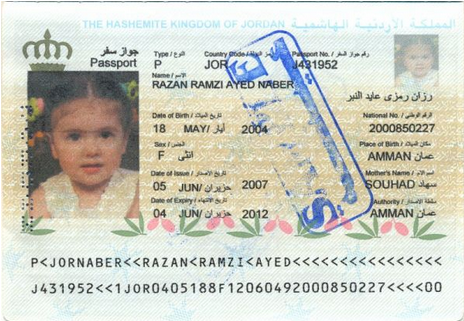 THE HASHEMITE KINGDOM OF JORDAN المملكة الأردنية الهاشمية
جواز سفر
Passport
Type / النوع Country Code / رمز الدولة Passport No. / رقم جواز السفر
P JOR J431952
Name / الاسم
RAZAN RAMZI AYED NABER
رزان رمزي عايد النبر
Date of Birth / تاريخ الميلاد National No. / الرقم الوطني
18 MAY/ أيار 2004 2000850227
Sex / الجنس Place of Birth / مكان الميلاد
F أنثى AMMAN عمان
Date of Issue / تاريخ الإصدار Mother's Name / اسم الأم
05 JUN/ حزيران 2007 SOUHAD سهاد
Date of Expiry / تاريخ الانتهاء Authority / سلطة الاصدار
04 JUN/ حزيران 2012 AMMAN عمان
P<JORNABER<<RAZAN<RAMZI<AYED<<<<<<<<<<<<<<<<
J431952<<1JOR0405188F12060492000850227<<<<00